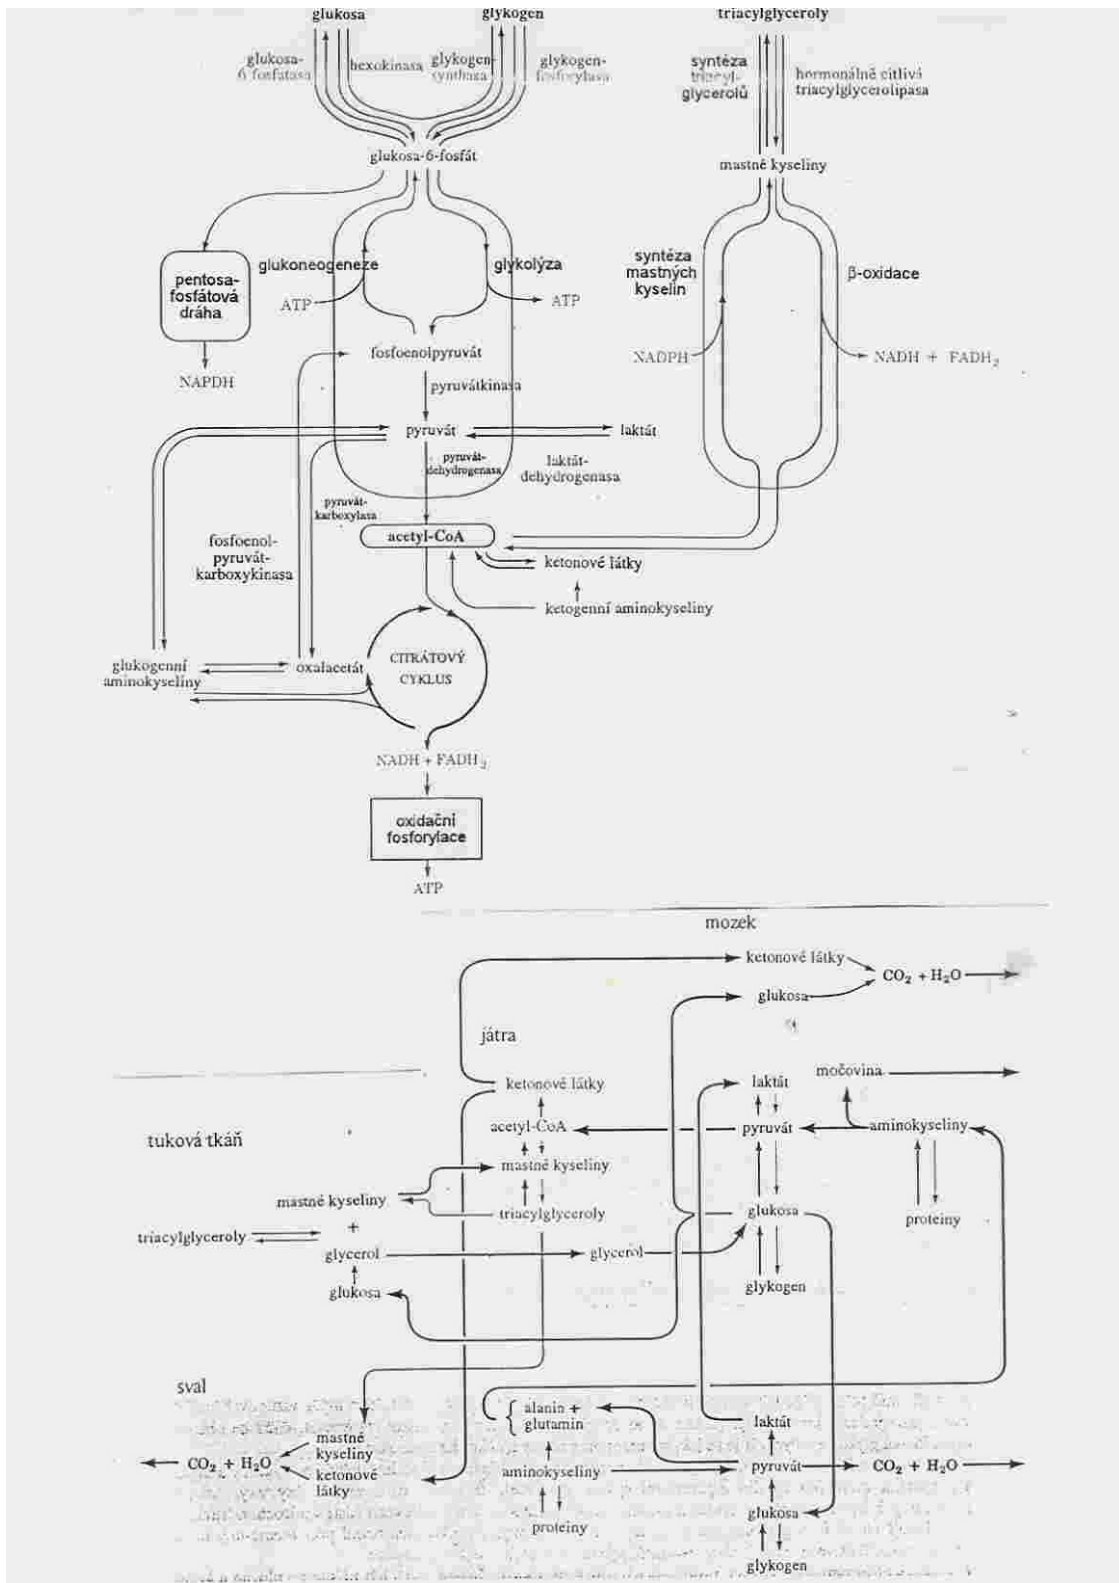 glukosa
glykogen
triacylglyceroly
glukosa-
6 fosfatasa
hexokinasa
glykogen-
synthasa
glykogen-
fosforylasa
syntéza
triacyl-
glycerolů
hormonálně citlivá
triacylglycerolipasa
glukosa-6-fosfát
mastné kyseliny
pentosa-
fosfátová
dráha
NAPDH
glukoneogeneze
ATP
glykolýza
ATP
syntéza
mastných
kyselin
NADPH
β-oxidace
NADH + FADH₂
fosfoenolpyruvát
pyruvátkinasa
pyruvát
laktát
pyruvát-
dehydrogenasa
laktát-
dehydrogenasa
pyruvát-
karboxylasa
acetyl-CoA
fosfoenol-
pyruvát-
karboxykinasa
ketonové látky
ketogenní aminokyseliny
glukogenní
aminokyseliny
oxalacetát
CITRÁTOVÝ
CYKLUS
NADH + FADH₂
oxidační
fosforylace
ATP
mozek
ketonové látky
CO₂ + H₂O
glukosa
játra
ketonové látky
laktát
močovina
acetyl-CoA
pyruvát
aminokyseliny
tuková tkáň
mastné kyseliny
mastné kyseliny
+
triacylglyceroly
glukosa
proteiny
triacylglyceroly
glycerol
glycerol
glukosa
glykogen
sval
alanin +
glutamin
laktát
mastné
kyseliny
CO₂ + H₂O
ketonové
látky
aminokyseliny
pyruvát
CO₂ + H₂O
proteiny
glukosa
glykogen